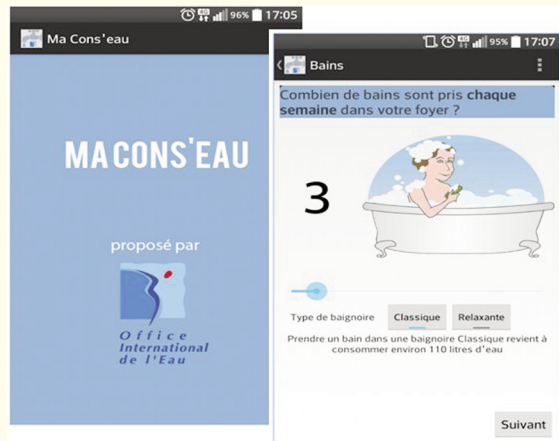 96% 17:05
Ma Cons'eau
MA CONS'EAU
proposé par
Office
International
de l'Eau
4G 95% 17:07
Bains
Combien de bains sont pris chaque
semaine dans votre foyer ?
3
Type de baignoire Classique Relaxante
Prendre un bain dans une baignoire Classique revient à
consommer environ 110 litres d'eau
Suivant